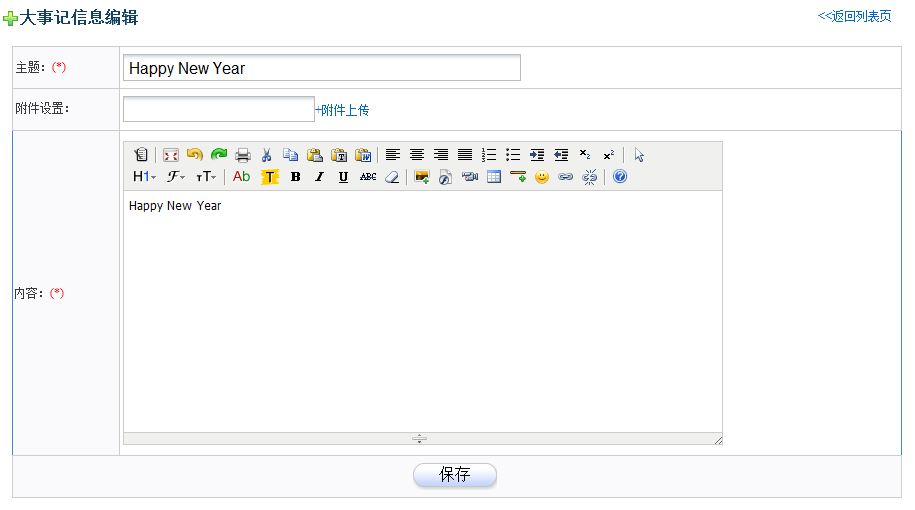 大事记信息编辑
<<返回列表页
主题：(*)
Happy New Year
附件设置：
+附件上传
H1 F тT Ab T B I U ABC
Happy New Year
内容：(*)
保存